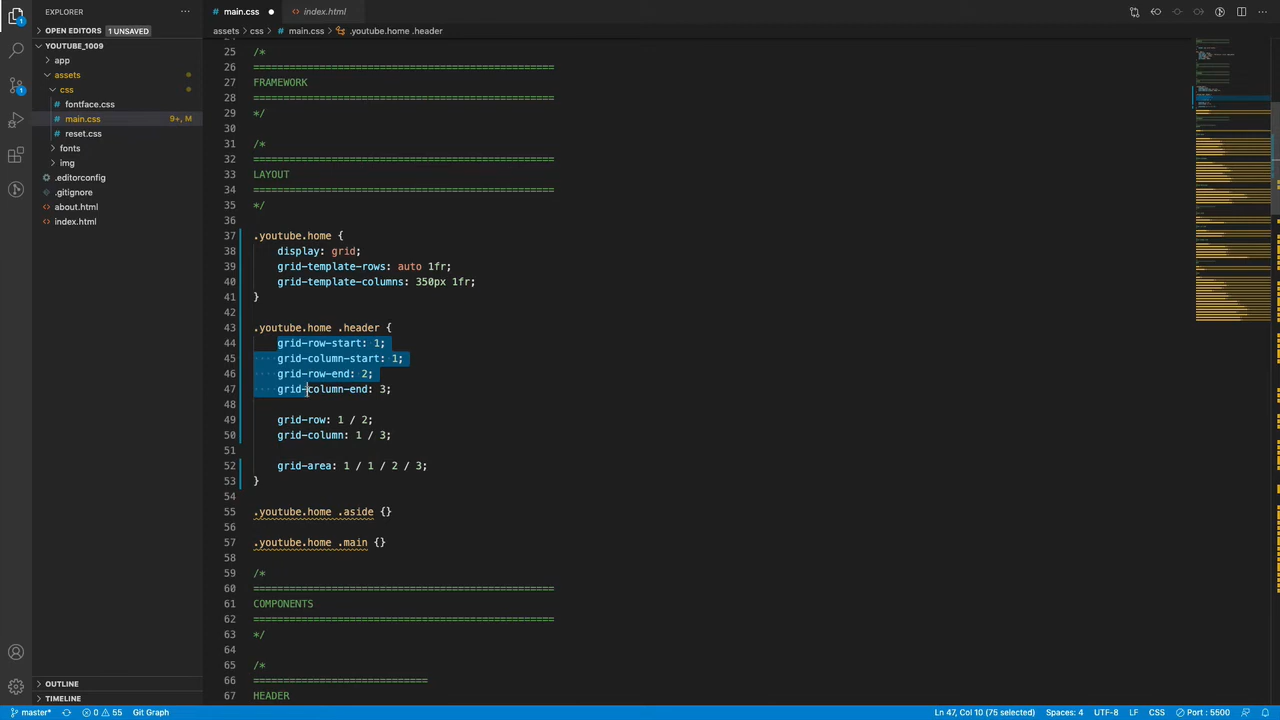 EXPLORER
main.css
index.html
OPEN EDITORS 1 UNSAVED
assets > css > main.css > .youtube.home .header
YOUTUBE_1009
app
assets
css
fontface.css
main.css 9+, M
reset.css
fonts
img
.editorconfig
.gitignore
about.html
index.html
OUTLINE
TIMELINE
25 /*
26 ==================================================
27 FRAMEWORK
28 ==================================================
29 */
30
31 /*
32 ==================================================
33 LAYOUT
34 ==================================================
35 */
36
37 .youtube.home {
38 display: grid;
39 grid-template-rows: auto 1fr;
40 grid-template-columns: 350px 1fr;
41 }
42
43 .youtube.home .header {
44 grid-row-start: 1;
45 grid-column-start: 1;
46 grid-row-end: 2;
47 grid-column-end: 3;
48
49 grid-row: 1 / 2;
50 grid-column: 1 / 3;
51
52 grid-area: 1 / 1 / 2 / 3;
53 }
54
55 .youtube.home .aside {}
56
57 .youtube.home .main {}
58
59 /*
60 ==================================================
61 COMPONENTS
62 ==================================================
63 */
64
65 /*
66 =============================
67 HEADER
master* 0 55 Git Graph
Ln 47, Col 10 (75 selected) Spaces: 4 UTF-8 LF CSS Port : 5500